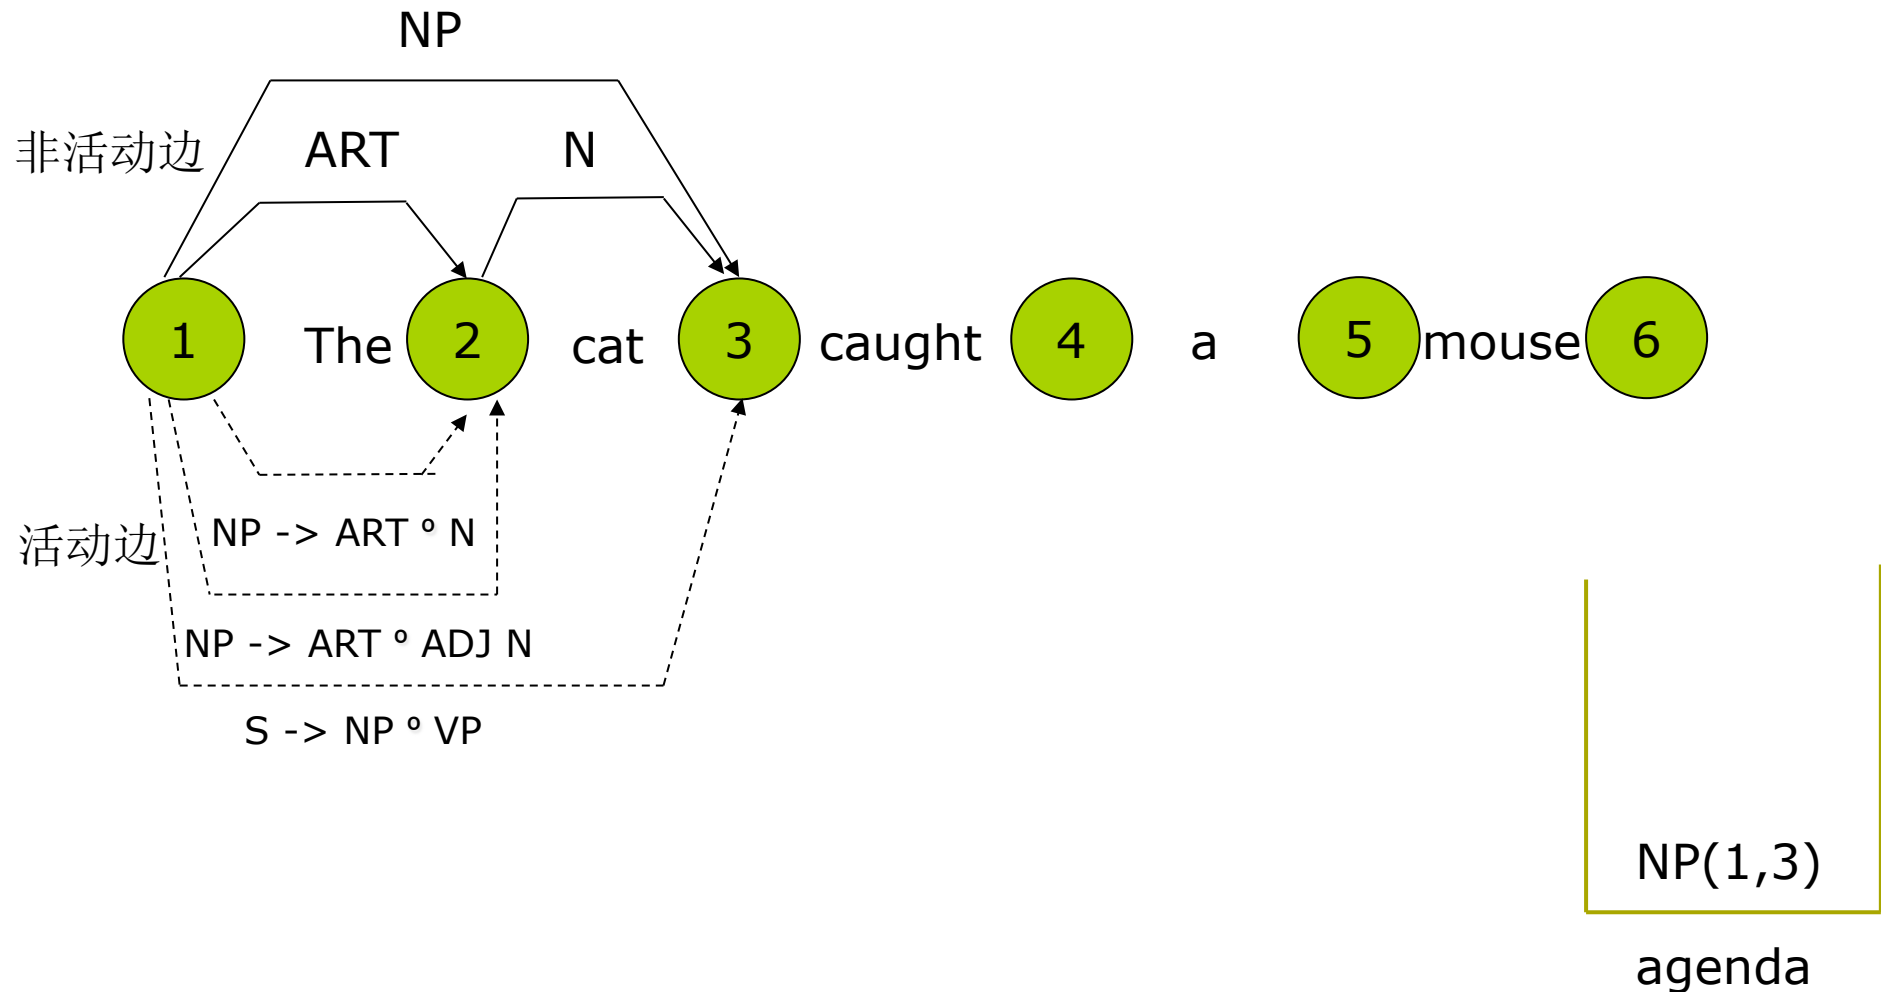 NP
非活动边 ART N
1 The 2 cat 3 caught 4 a 5 mouse 6
活动边 NP -> ART º N
NP -> ART º ADJ N
S -> NP º VP
NP(1,3)
agenda